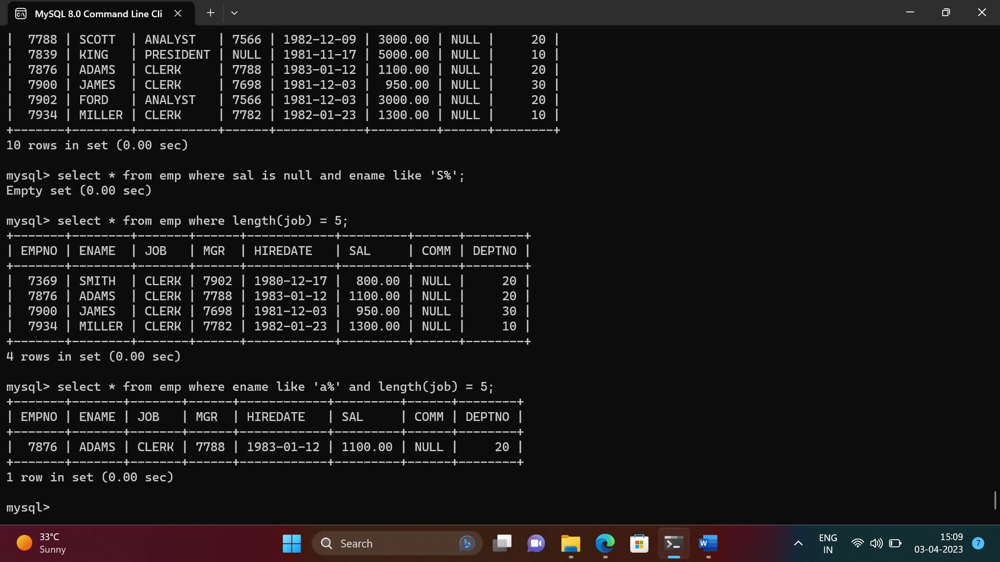 MySQL 8.0 Command Line Cli
|  7788 | SCOTT  | ANALYST   | 7566 | 1982-12-09 | 3000.00 | NULL |     20 |
|  7839 | KING   | PRESIDENT | NULL | 1981-11-17 | 5000.00 | NULL |     10 |
|  7876 | ADAMS  | CLERK     | 7788 | 1983-01-12 | 1100.00 | NULL |     20 |
|  7900 | JAMES  | CLERK     | 7698 | 1981-12-03 |  950.00 | NULL |     30 |
|  7902 | FORD   | ANALYST   | 7566 | 1981-12-03 | 3000.00 | NULL |     20 |
|  7934 | MILLER | CLERK     | 7782 | 1982-01-23 | 1300.00 | NULL |     10 |
+-------+--------+-----------+------+------------+---------+------+--------+
10 rows in set (0.00 sec)
mysql> select * from emp where sal is null and ename like 'S%';
Empty set (0.00 sec)
mysql> select * from emp where length(job) = 5;
+-------+--------+-------+------+------------+---------+------+--------+
| EMPNO | ENAME  | JOB   | MGR  | HIREDATE   | SAL     | COMM | DEPTNO |
+-------+--------+-------+------+------------+---------+------+--------+
|  7369 | SMITH  | CLERK | 7902 | 1980-12-17 |  800.00 | NULL |     20 |
|  7876 | ADAMS  | CLERK | 7788 | 1983-01-12 | 1100.00 | NULL |     20 |
|  7900 | JAMES  | CLERK | 7698 | 1981-12-03 |  950.00 | NULL |     30 |
|  7934 | MILLER | CLERK | 7782 | 1982-01-23 | 1300.00 | NULL |     10 |
+-------+--------+-------+------+------------+---------+------+--------+
4 rows in set (0.00 sec)
mysql> select * from emp where ename like 'a%' and length(job) = 5;
+-------+-------+-------+------+------------+---------+------+--------+
| EMPNO | ENAME | JOB   | MGR  | HIREDATE   | SAL     | COMM | DEPTNO |
+-------+-------+-------+------+------------+---------+------+--------+
|  7876 | ADAMS | CLERK | 7788 | 1983-01-12 | 1100.00 | NULL |     20 |
+-------+-------+-------+------+------------+---------+------+--------+
1 row in set (0.00 sec)
mysql>
33°C
Sunny
Search
W
ENG
IN
15:09
03-04-2023
7